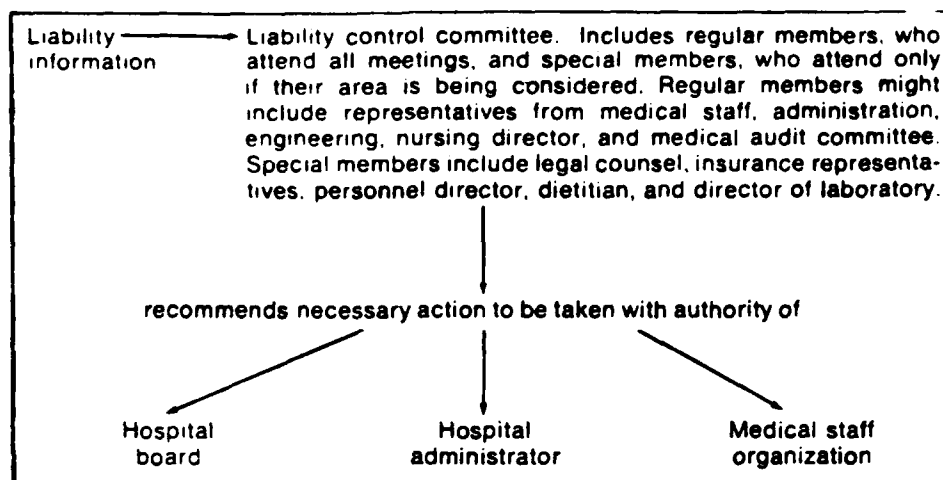 Liability
information
Liability control committee. Includes regular members, who
attend all meetings, and special members, who attend only
if their area is being considered. Regular members might
include representatives from medical staff, administration,
engineering, nursing director, and medical audit committee.
Special members include legal counsel, insurance representa-
tives, personnel director, dietitian, and director of laboratory.
recommends necessary action to be taken with authority of
Hospital
board
Hospital
administrator
Medical staff
organization